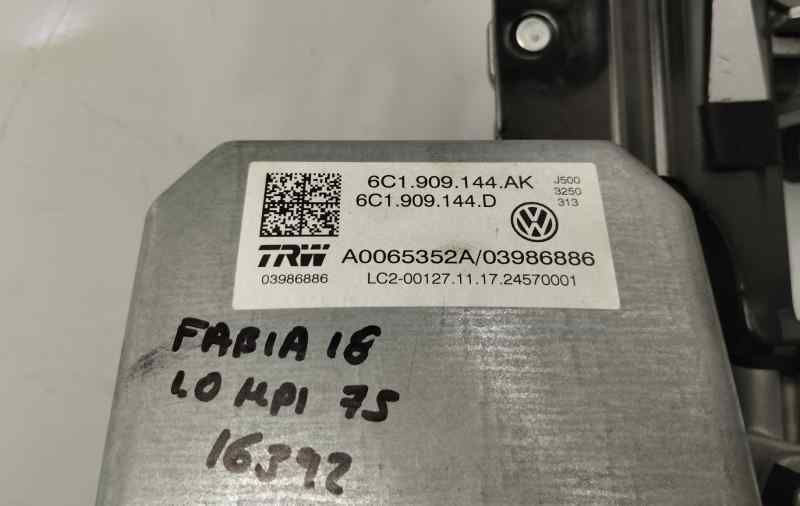 6C1.909.144.AK
6C1.909.144.D
J500
3250
313
TRW A0065352A/03986886
03986886 LC2-00127.11.17.24570001
FABIA 18
1.0 MPI 75
16392